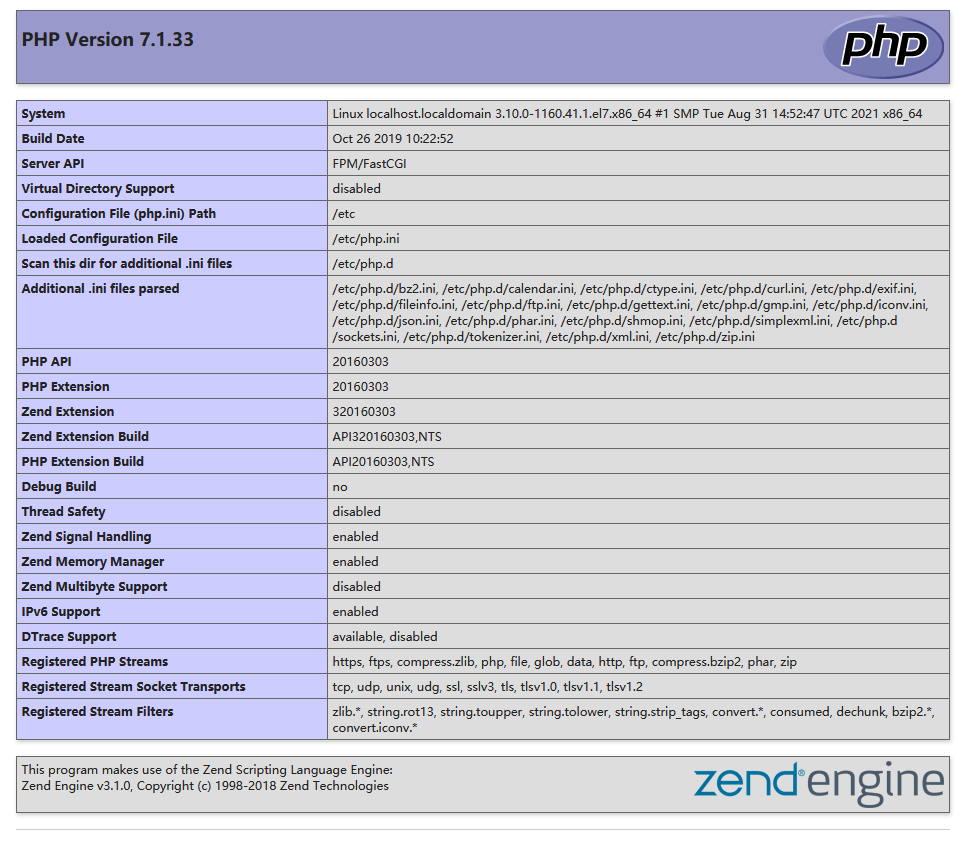 PHP Version 7.1.33
php
System Linux localhost.localdomain 3.10.0-1160.41.1.el7.x86_64 #1 SMP Tue Aug 31 14:52:47 UTC 2021 x86_64
Build Date Oct 26 2019 10:22:52
Server API FPM/FastCGI
Virtual Directory Support disabled
Configuration File (php.ini) Path /etc
Loaded Configuration File /etc/php.ini
Scan this dir for additional .ini files /etc/php.d
Additional .ini files parsed /etc/php.d/bz2.ini, /etc/php.d/calendar.ini, /etc/php.d/ctype.ini, /etc/php.d/curl.ini, /etc/php.d/exif.ini,
/etc/php.d/fileinfo.ini, /etc/php.d/ftp.ini, /etc/php.d/gettext.ini, /etc/php.d/gmp.ini, /etc/php.d/iconv.ini,
/etc/php.d/json.ini, /etc/php.d/phar.ini, /etc/php.d/shmop.ini, /etc/php.d/simplexml.ini, /etc/php.d
/sockets.ini, /etc/php.d/tokenizer.ini, /etc/php.d/xml.ini, /etc/php.d/zip.ini
PHP API 20160303
PHP Extension 20160303
Zend Extension 320160303
Zend Extension Build API320160303,NTS
PHP Extension Build API20160303,NTS
Debug Build no
Thread Safety disabled
Zend Signal Handling enabled
Zend Memory Manager enabled
Zend Multibyte Support disabled
IPv6 Support enabled
DTrace Support available, disabled
Registered PHP Streams https, ftps, compress.zlib, php, file, glob, data, http, ftp, compress.bzip2, phar, zip
Registered Stream Socket Transports tcp, udp, unix, udg, ssl, sslv3, tls, tlsv1.0, tlsv1.1, tlsv1.2
Registered Stream Filters zlib.*, string.rot13, string.toupper, string.tolower, string.strip_tags, convert.*, consumed, dechunk, bzip2.*,
convert.iconv.*
This program makes use of the Zend Scripting Language Engine:
Zend Engine v3.1.0, Copyright (c) 1998-2018 Zend Technologies
zend® engine